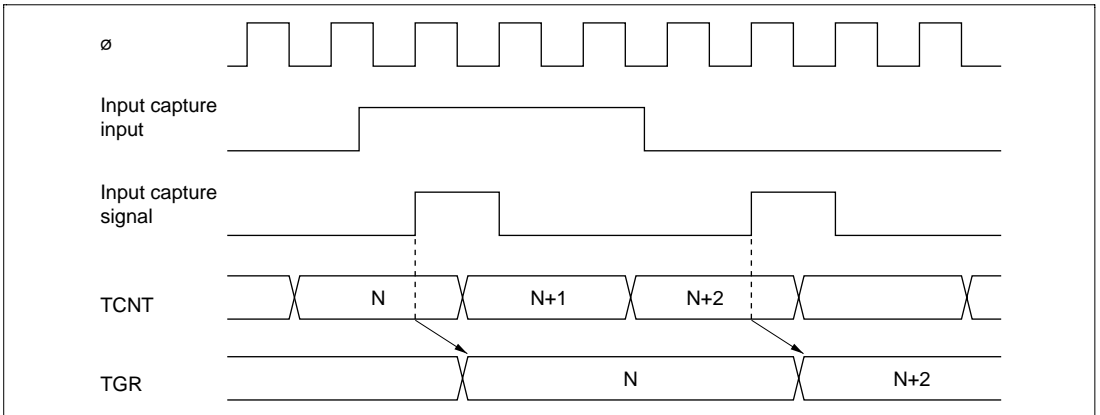 ø
Input capture
input
Input capture
signal
TCNT
N
N+1
N+2
TGR
N
N+2